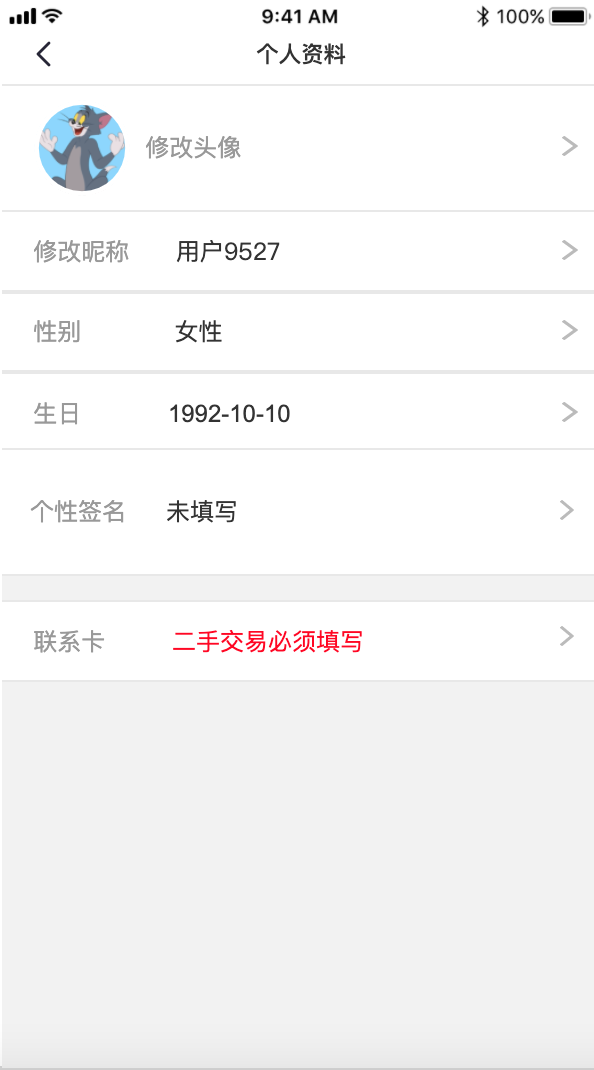 9:41 AM 100%
个人资料
修改头像
修改昵称 用户9527
性别 女性
生日 1992-10-10
个性签名 未填写
联系卡 二手交易必须填写